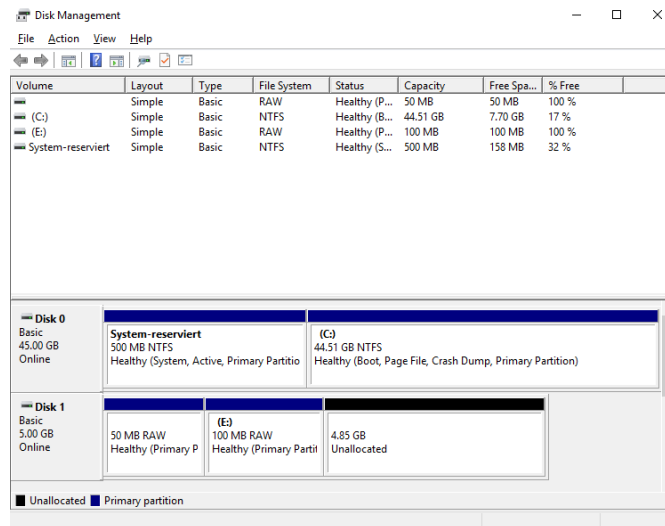 Disk Management
File Action View Help
Volume Layout Type File System Status Capacity Free Spa... % Free
Simple Basic RAW Healthy (P... 50 MB 50 MB 100 %
(C:) Simple Basic NTFS Healthy (B... 44.51 GB 7.70 GB 17 %
(E:) Simple Basic RAW Healthy (P... 100 MB 100 MB 100 %
System-reserviert Simple Basic NTFS Healthy (S... 500 MB 158 MB 32 %
Disk 0
Basic
45.00 GB
Online
System-reserviert
500 MB NTFS
Healthy (System, Active, Primary Partitio
(C:)
44.51 GB NTFS
Healthy (Boot, Page File, Crash Dump, Primary Partition)
Disk 1
Basic
5.00 GB
Online
50 MB RAW
Healthy (Primary P
(E:)
100 MB RAW
Healthy (Primary Partit
4.85 GB
Unallocated
Unallocated Primary partition